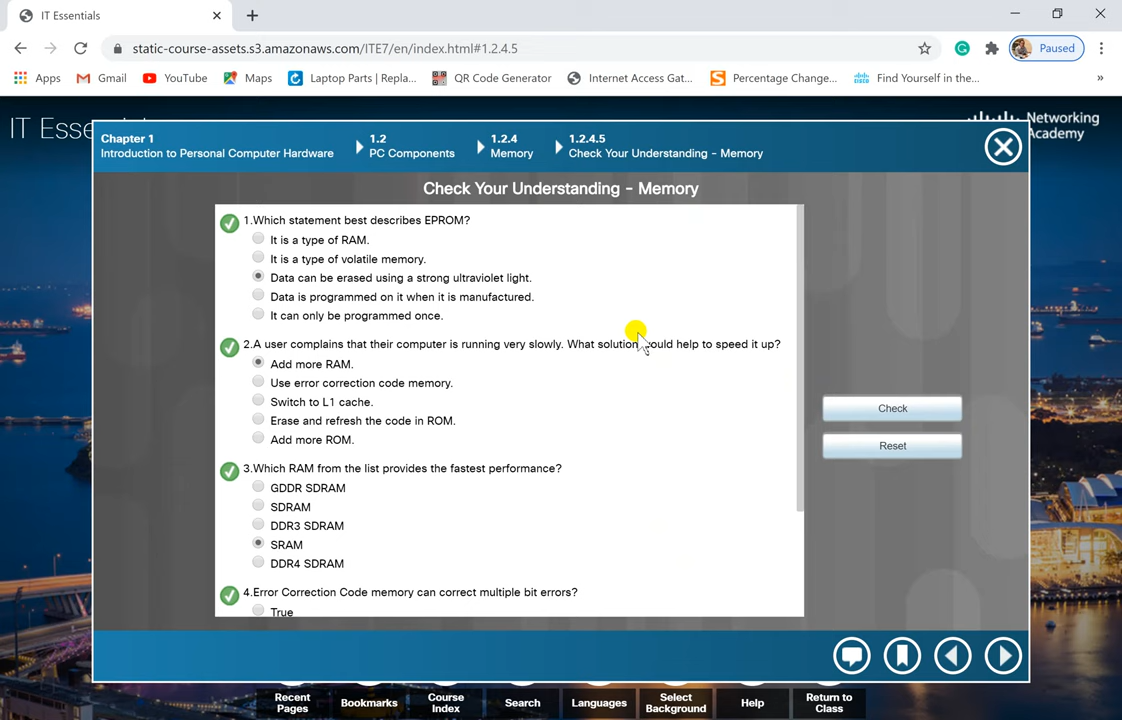 IT Essentials
static-course-assets.s3.amazonaws.com/ITE7/en/index.html#1.2.4.5
Paused
Apps
Gmail
YouTube
Maps
Laptop Parts | Repla...
QR Code Generator
Internet Access Gat...
Percentage Change...
Find Yourself in the...
»
IT Esse
Networking
Academy
Chapter 1
Introduction to Personal Computer Hardware
1.2
PC Components
1.2.4
Memory
1.2.4.5
Check Your Understanding - Memory
Check Your Understanding - Memory
1.Which statement best describes EPROM?
It is a type of RAM.
It is a type of volatile memory.
Data can be erased using a strong ultraviolet light.
Data is programmed on it when it is manufactured.
It can only be programmed once.
2.A user complains that their computer is running very slowly. What solution would help to speed it up?
Add more RAM.
Use error correction code memory.
Switch to L1 cache.
Erase and refresh the code in ROM.
Add more ROM.
3.Which RAM from the list provides the fastest performance?
GDDR SDRAM
SDRAM
DDR3 SDRAM
SRAM
DDR4 SDRAM
4.Error Correction Code memory can correct multiple bit errors?
True
Check
Reset
Recent
Pages
Bookmarks
Course
Index
Search
Languages
Select
Background
Help
Return to
Class